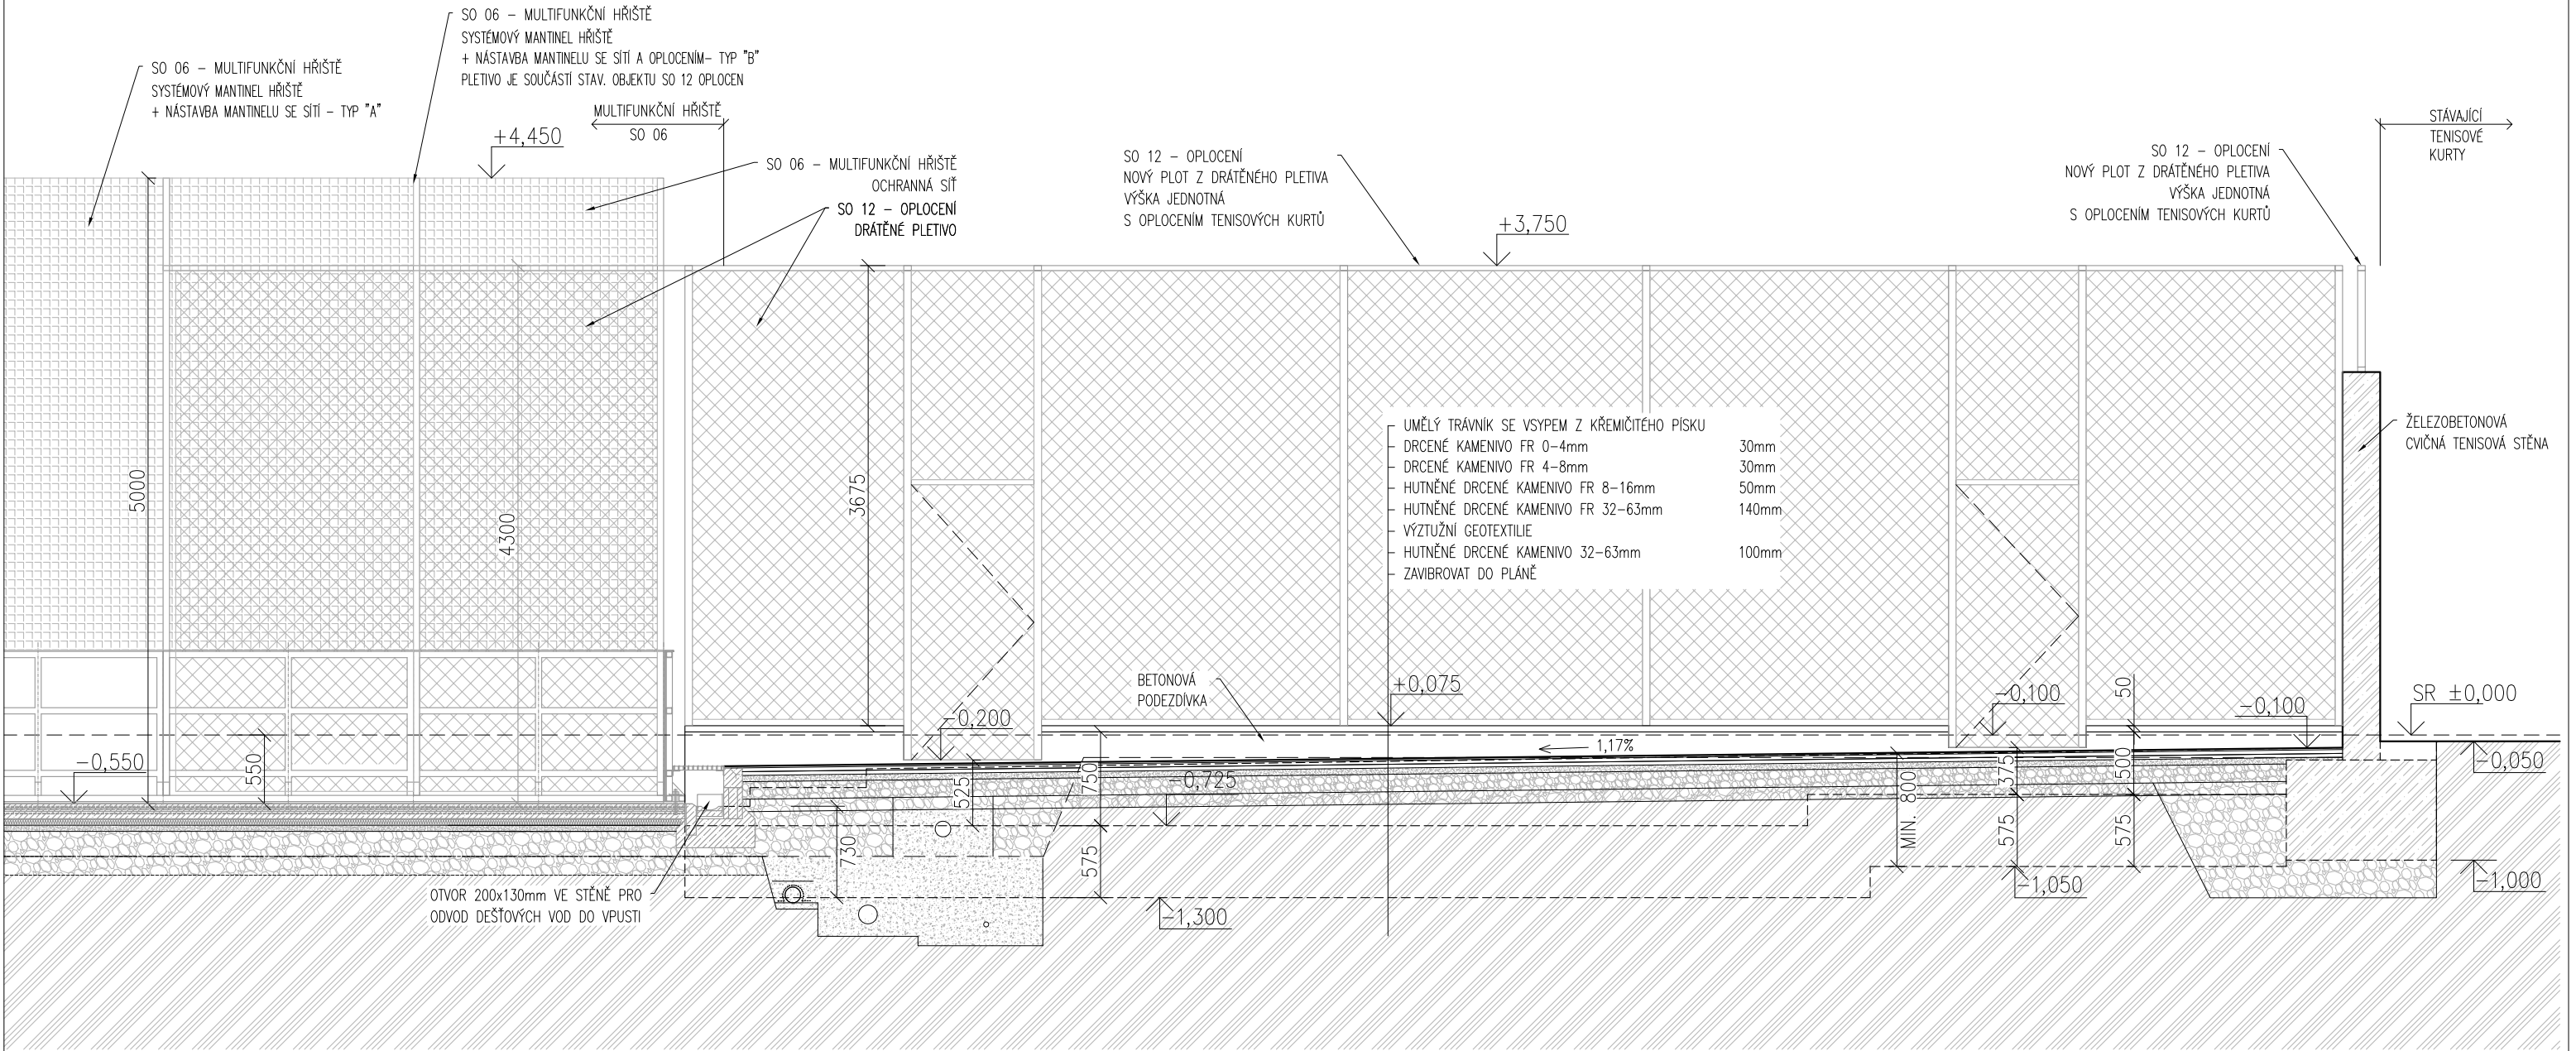 SO 06 – MULTIFUNKČNÍ HŘIŠTĚ
SYSTÉMOVÝ MANTINEL HŘIŠTĚ
+ NÁSTAVBA MANTINELU SE SÍTÍ A OPLOCENÍM– TYP "B"
PLETIVO JE SOUČÁSTÍ STAV. OBJEKTU SO 12 OPLOCEN
SO 06 – MULTIFUNKČNÍ HŘIŠTĚ
SYSTÉMOVÝ MANTINEL HŘIŠTĚ
+ NÁSTAVBA MANTINELU SE SÍTÍ – TYP "A"
MULTIFUNKČNÍ HŘIŠTĚ
SO 06
+4,450
SO 06 – MULTIFUNKČNÍ HŘIŠTĚ
OCHRANNÁ SÍŤ
SO 12 – OPLOCENÍ
DRÁTĚNÉ PLETIVO
SO 12 – OPLOCENÍ
NOVÝ PLOT Z DRÁTĚNÉHO PLETIVA
VÝŠKA JEDNOTNÁ
S OPLOCENÍM TENISOVÝCH KURTŮ
+3,750
SO 12 – OPLOCENÍ
NOVÝ PLOT Z DRÁTĚNÉHO PLETIVA
VÝŠKA JEDNOTNÁ
S OPLOCENÍM TENISOVÝCH KURTŮ
STÁVAJÍCÍ
TENISOVÉ
KURTY
5000
4300
3675
UMĚLÝ TRÁVNÍK SE VSYPEM Z KŘEMIČITÉHO PÍSKU
DRCENÉ KAMENIVO FR 0–4mm 30mm
DRCENÉ KAMENIVO FR 4–8mm 30mm
HUTNĚNÉ DRCENÉ KAMENIVO FR 8–16mm 50mm
HUTNĚNÉ DRCENÉ KAMENIVO FR 32–63mm 140mm
VÝZTUŽNÍ GEOTEXTILIE
HUTNĚNÉ DRCENÉ KAMENIVO 32–63mm 100mm
ZAVIBROVAT DO PLÁNĚ
ŽELEZOBETONOVÁ
CVIČNÁ TENISOVÁ STĚNA
BETONOVÁ
PODEZDÍVKA
+0,075
–0,200
–0,100
50
–0,100
SR ±0,000
–0,550
550
1,17%
525
750
–0,725
MIN. 800
375
500
–0,050
730
575
575
575
–1,050
–1,000
OTVOR 200x130mm VE STĚNĚ PRO
ODVOD DEŠŤOVÝCH VOD DO VPUSTI
–1,300